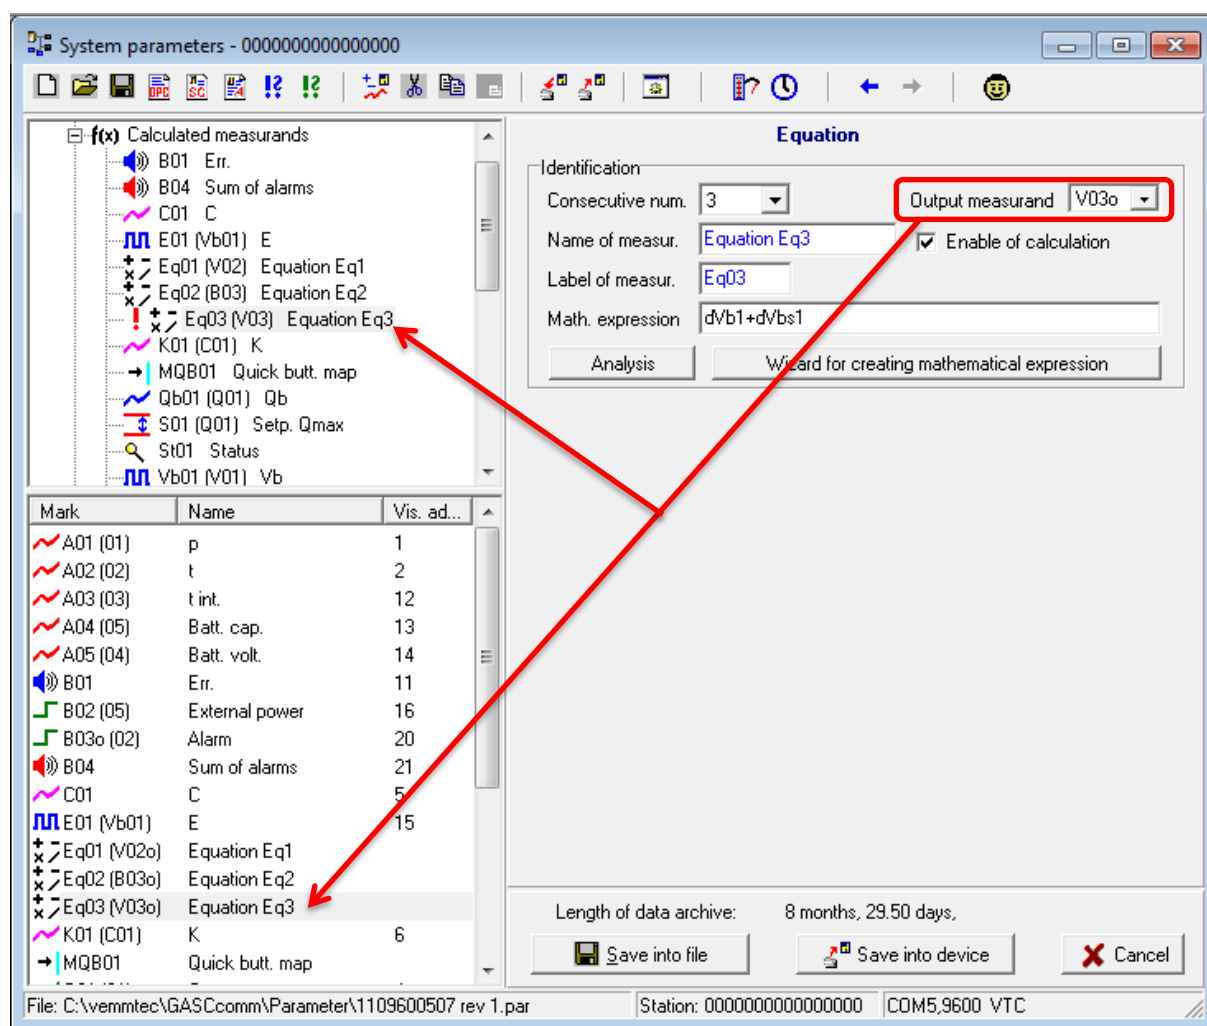 System parameters - 0000000000000000
f(x) Calculated measurands
B01 Err.
B04 Sum of alarms
C01 C
E01 (Vb01) E
Eq01 (V02) Equation Eq1
Eq02 (B03) Equation Eq2
Eq03 (V03) Equation Eq3
K01 (C01) K
MQB01 Quick butt. map
Qb01 (Q01) Qb
S01 (Q01) Setp. Qmax
St01 Status
Vb01 (V01) Vb
Equation
Identification
Consecutive num. 3 Output measurand V03o
Name of measur. Equation Eq3 Enable of calculation
Label of measur. Eq03
Math. expression dVb1+dVbs1
Analysis Wizard for creating mathematical expression
Mark Name Vis. ad...
A01 (01) p 1
A02 (02) t 2
A03 (03) t int. 12
A04 (05) Batt. cap. 13
A05 (04) Batt. volt. 14
B01 Err. 11
B02 (05) External power 16
B03o (02) Alarm 20
B04 Sum of alarms 21
C01 C 5
E01 (Vb01) E 15
Eq01 (V02o) Equation Eq1
Eq02 (B03o) Equation Eq2
Eq03 (V03o) Equation Eq3
K01 (C01) K 6
MQB01 Quick butt. map
Length of data archive: 8 months, 29.50 days,
Save into file Save into device Cancel
File: C:\vemmtec\GASCcomm\Parameter\1109600507 rev 1.par Station: 0000000000000000 COM5,9600 VTC